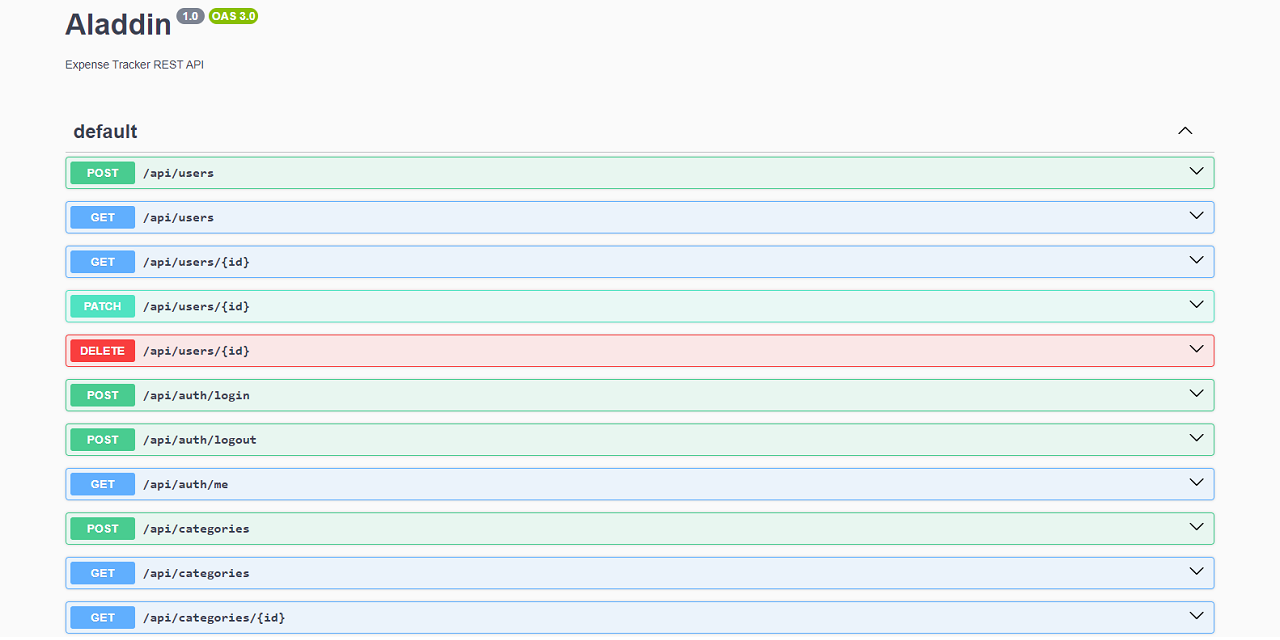 Aladdin 1.0 OAS 3.0
Expense Tracker REST API
default
POST /api/users
GET /api/users
GET /api/users/{id}
PATCH /api/users/{id}
DELETE /api/users/{id}
POST /api/auth/login
POST /api/auth/logout
GET /api/auth/me
POST /api/categories
GET /api/categories
GET /api/categories/{id}